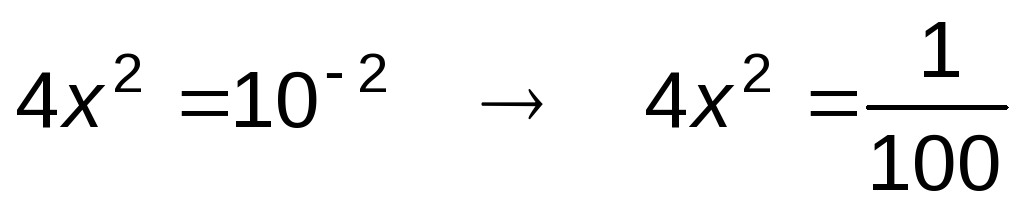 4x² =10⁻² → 4x² = 1/100